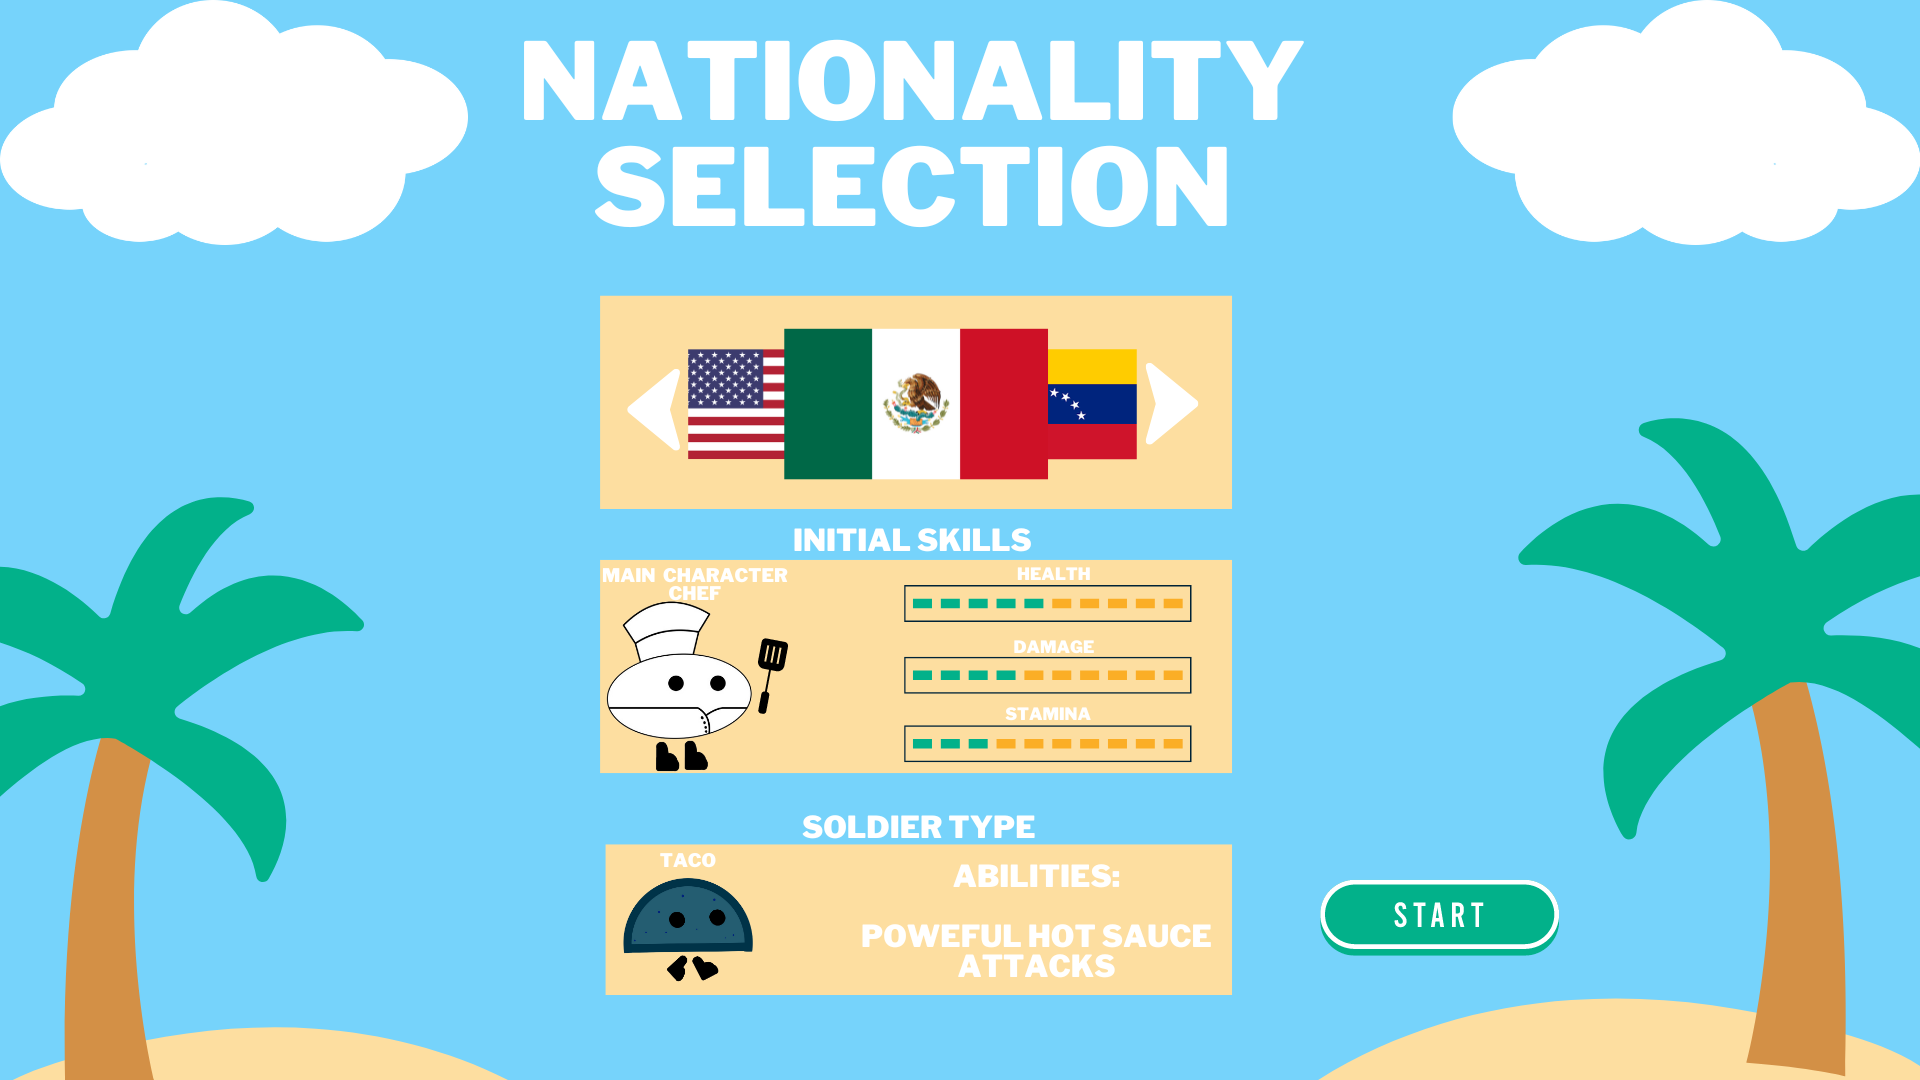 NATIONALITY
SELECTION
INITIAL SKILLS
MAIN CHARACTER
CHEF
HEALTH
DAMAGE
STAMINA
SOLDIER TYPE
TACO
ABILITIES:
POWEFUL HOT SAUCE
ATTACKS
START